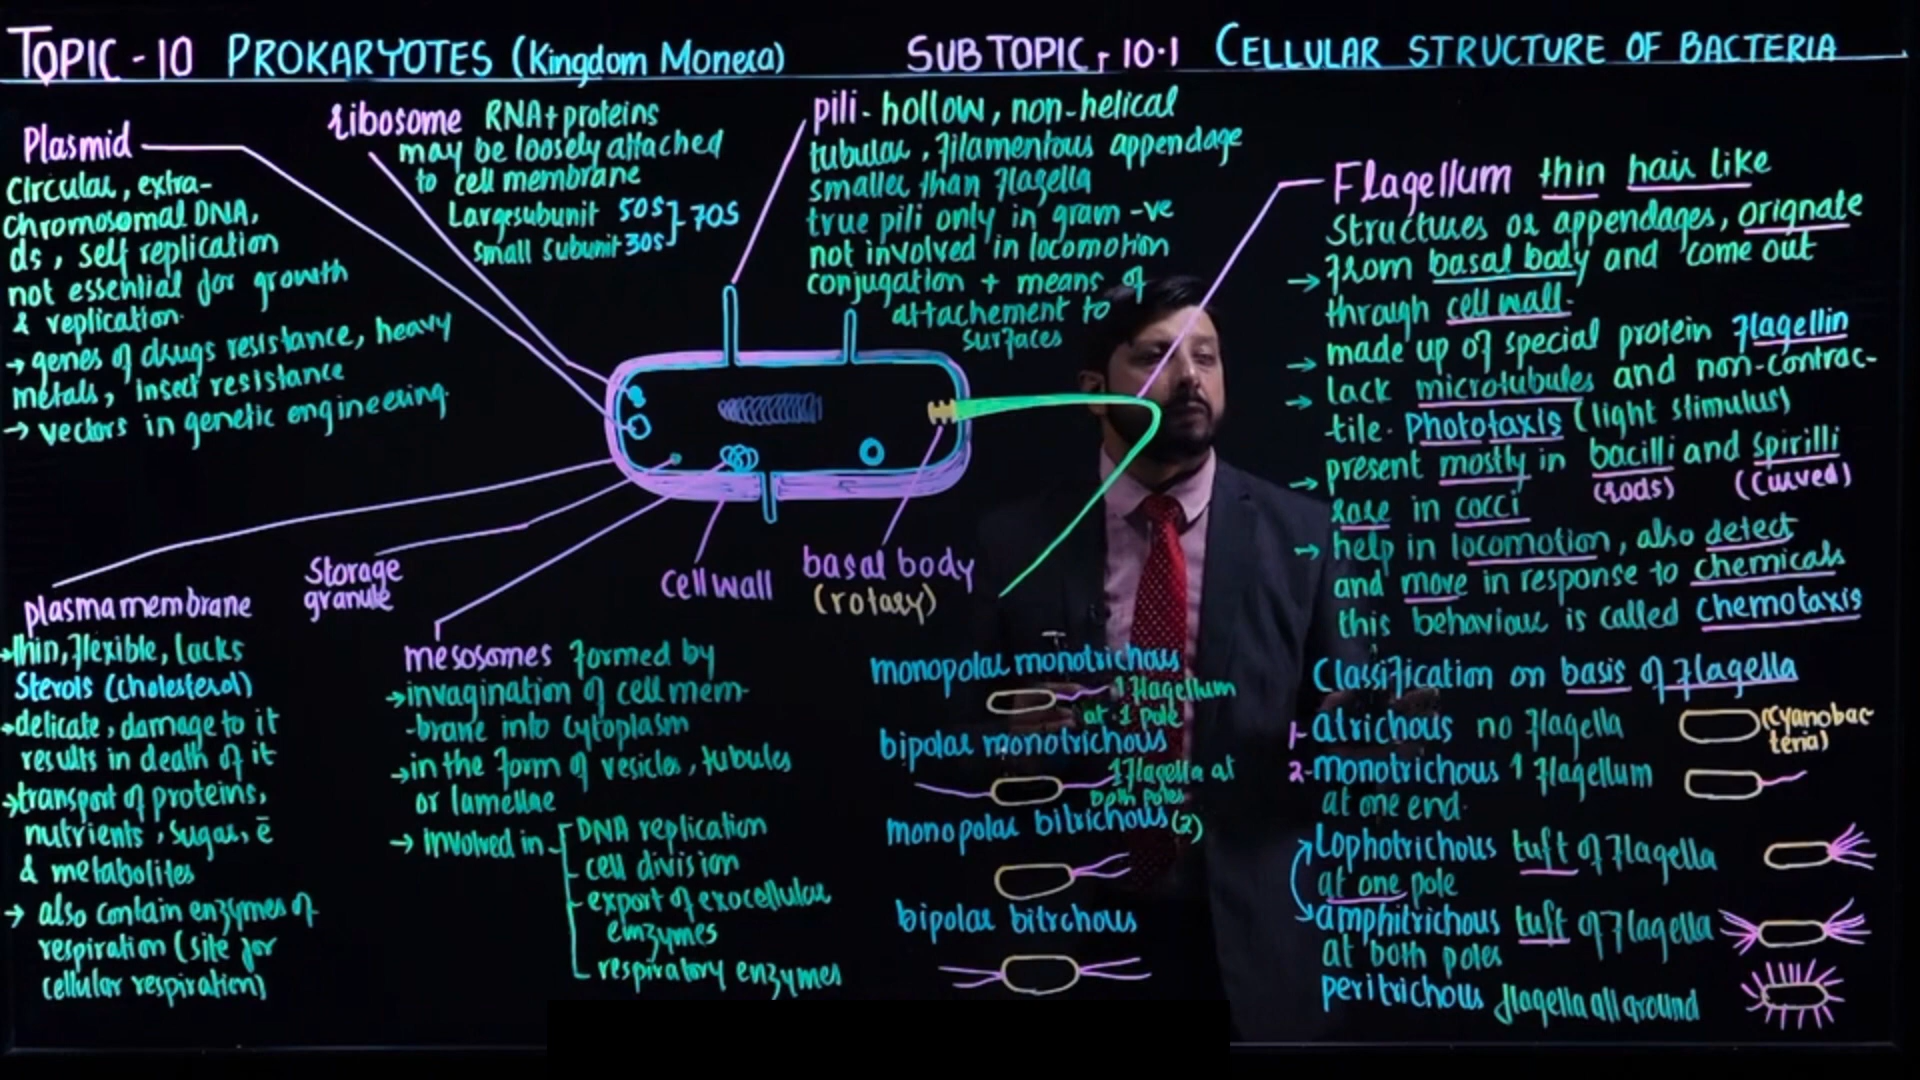 TOPIC - 10 PROKARYOTES (Kingdom Monera)
SUBTOPIC, 10.1 CELLULAR STRUCTURE OF BACTERIA
Plasmid
Circular, extra-
chromosomal DNA,
ds, self replication
not essential for growth
& replication.
→ genes of drugs resistance, heavy
metals, insect resistance
→ vectors in genetic engineering.
ribosome RNA + proteins
may be loosely attached
to cell membrane
Largesubunit 50S
small subunit 30S
70S
pili - hollow, non-helical
tubular, filamentous appendage
smaller than flagella
true pili only in gram -ve
not involved in locomotion
conjugation + means of
attachement to
surfaces
Flagellum thin hair like
Structures or appendages, orignate
→ from basal body and come out
through cell wall.
→ made up of special protein flagellin
→ lack microtubules and non-contrac-
-tile. Phototaxis (light stimulus)
→ present mostly in bacilli and spirilli
(rods) (curved)
rare in cocci
→ help in locomotion, also detect
and move in response to chemicals
this behaviour is called chemotaxis
plasma membrane
→ thin, flexible, lacks
Sterols (cholesterol)
→ delicate, damage to it
results in death of it
→ transport of proteins,
nutrients, sugar, ē
& metabolites
→ also contain enzymes of
respiration (site for
cellular respiration)
Storage
granule
mesosomes formed by
→ invagination of cell mem-
-brane into cytoplasm
→ in the form of vesicles, tubules
or lamellae
→ involved in
DNA replication
cell division
export of exocellular
emzymes
respiratory enzymes
cell wall
basal body
(rotary)
monopolar monotrichous
1 flagellum
at 1 pole
bipolar monotrichous
1 flagella at
both poles
monopolar bitrichous (2)
bipolar bitrchous
Classification on basis of flagella
1- atrichous no flagella
(cyanobac-
teria)
2- monotrichous 1 flagellum
at one end.
Lophotrichous tuft of flagella
at one pole
amphitrichous tuft of flagella
at both poles
peritrichous flagella all around